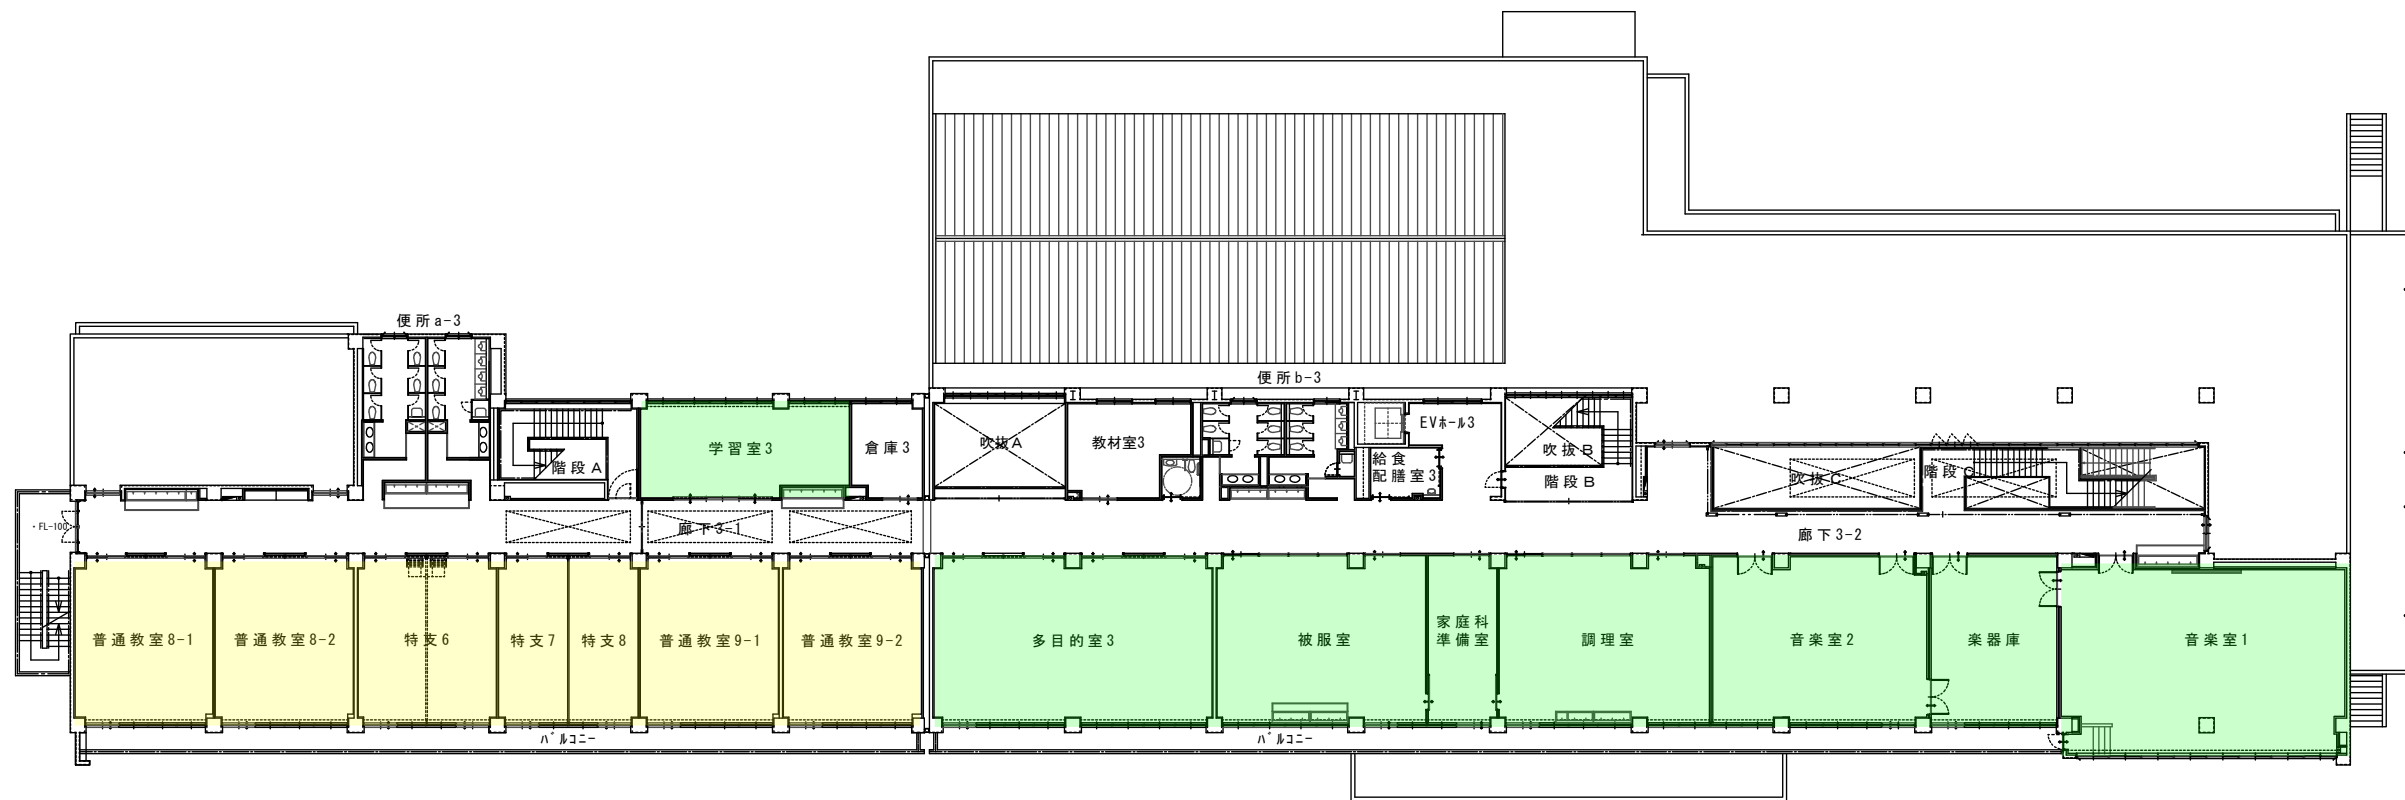 便所a-3
便所b-3
学習室3
倉庫3
階段A
吹抜A
教材室3
EVホール3
給食
配膳室3
吹抜B
階段B
吹抜C
階段C
・FL-100
廊下3-1
廊下3-2
普通教室8-1
普通教室8-2
特支6
特支7
特支8
普通教室9-1
普通教室9-2
多目的室3
被服室
家庭科
準備室
調理室
音楽室2
楽器庫
音楽室1
バルコニー
バルコニー